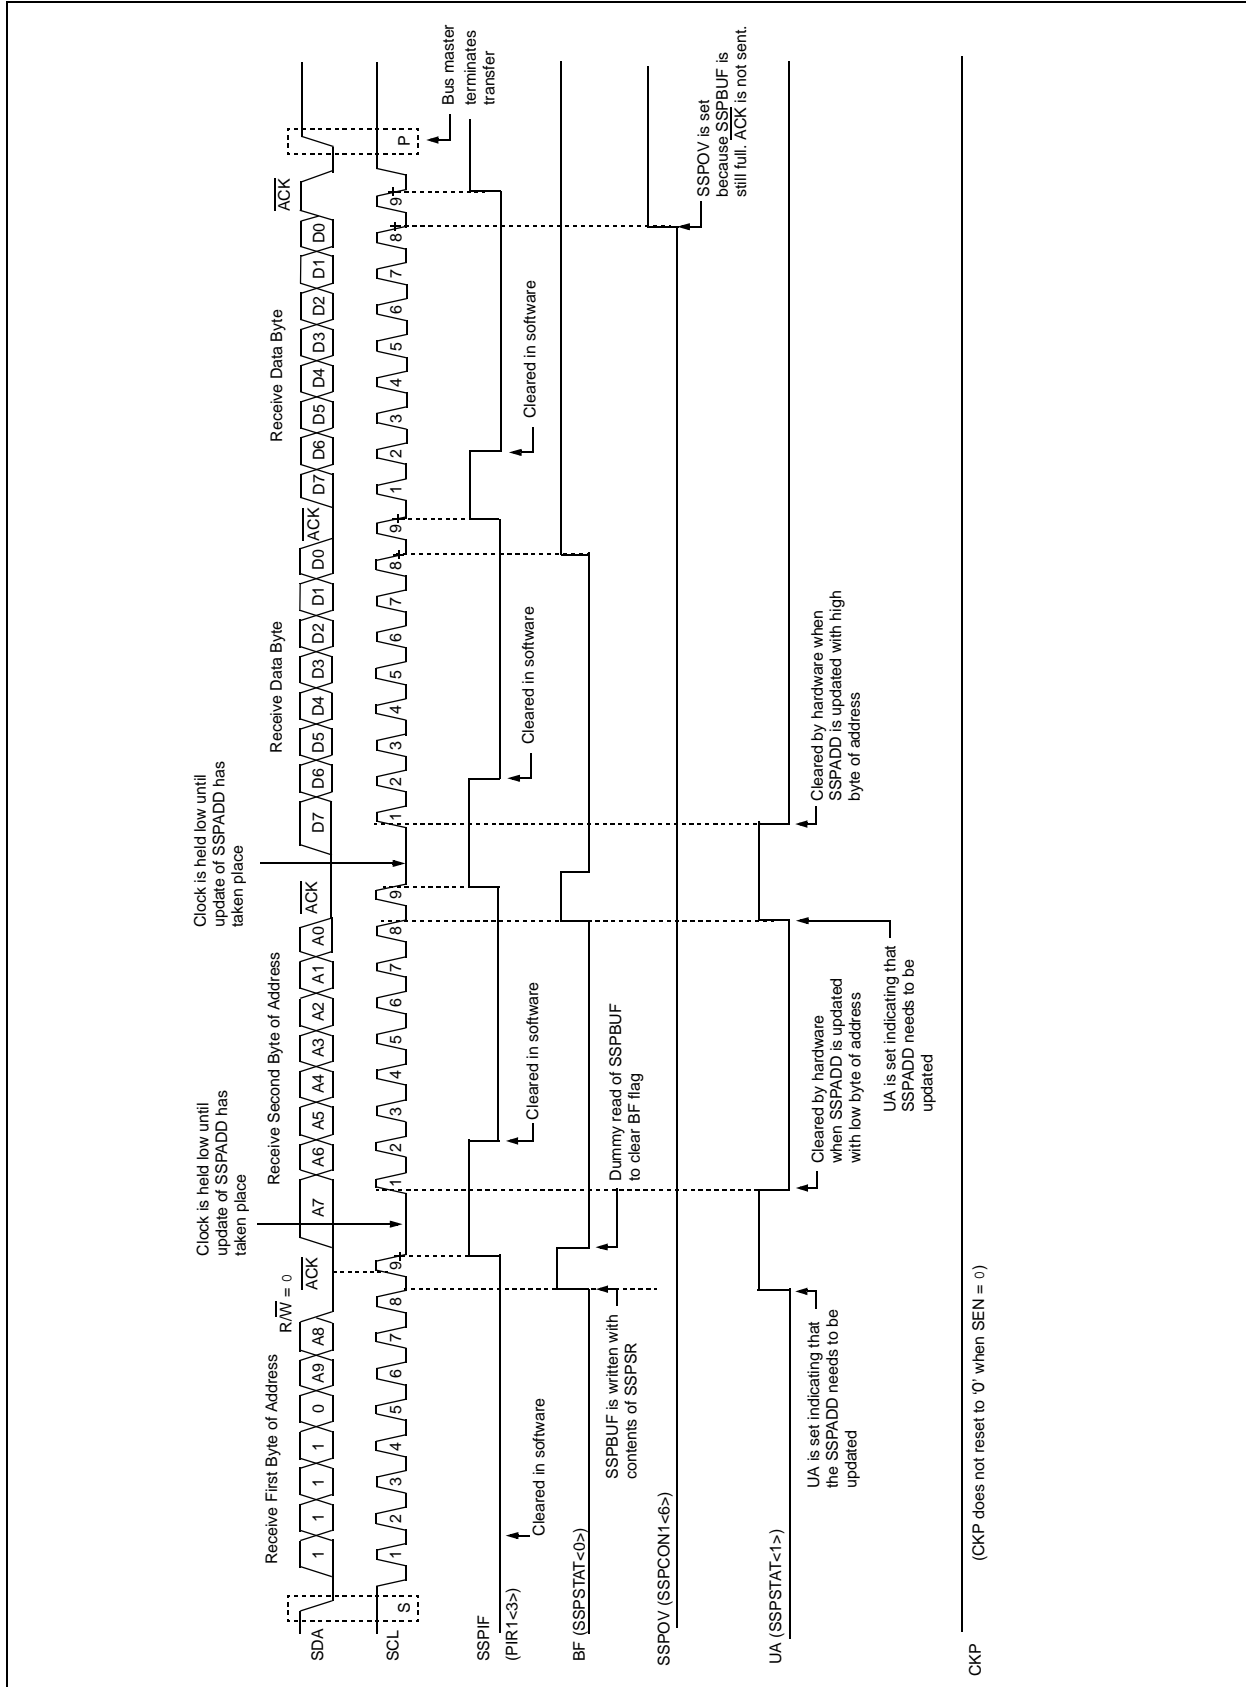 Clock is held low until
update of SSPADD has
taken place
Clock is held low until
update of SSPADD has
taken place
Receive First Byte of Address
R/W = 0
ACK
Receive Second Byte of Address
ACK
Receive Data Byte
ACK
Receive Data Byte
ACK
SDA
1 1 1 1 0 A9 A8
A7 A6 A5 A4 A3 A2 A1 A0
D7 D6 D5 D4 D3 D2 D1 D0
D7 D6 D5 D4 D3 D2 D1 D0
SCL
S
1 2 3 4 5 6 7 8 9
1 2 3 4 5 6 7 8 9
1 2 3 4 5 6 7 8 9
1 2 3 4 5 6 7 8 9
P
Bus master
terminates
transfer
SSPIF
(PIR1<3>)
Cleared in software
Cleared in software
Cleared in software
Cleared in software
BF (SSPSTAT<0>)
SSPBUF is written with
contents of SSPSR
Dummy read of SSPBUF
to clear BF flag
SSPOV (SSPCON1<6>)
SSPOV is set
because SSPBUF is
still full. ACK is not sent.
UA (SSPSTAT<1>)
UA is set indicating that
the SSPADD needs to be
updated
Cleared by hardware
when SSPADD is updated
with low byte of address
UA is set indicating that
SSPADD needs to be
updated
Cleared by hardware when
SSPADD is updated with high
byte of address
CKP
(CKP does not reset to ‘0’ when SEN = 0)